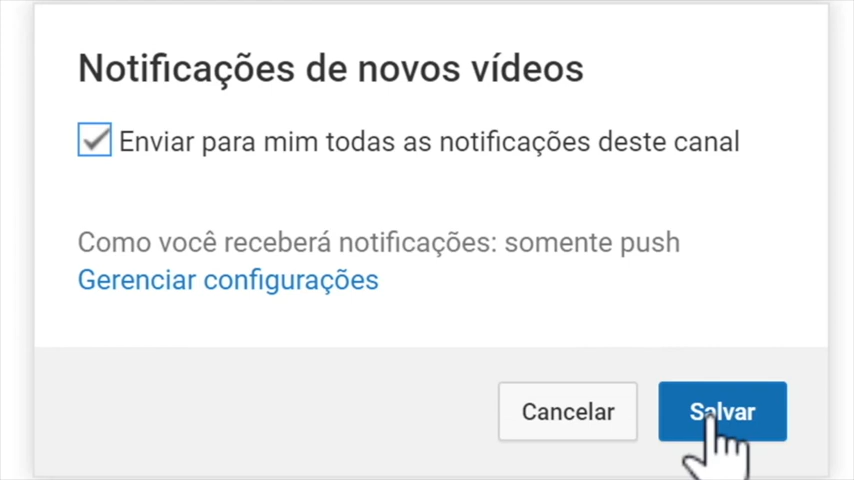 Notificações de novos vídeos
Enviar para mim todas as notificações deste canal
Como você receberá notificações: somente push
Gerenciar configurações
Cancelar
Salvar